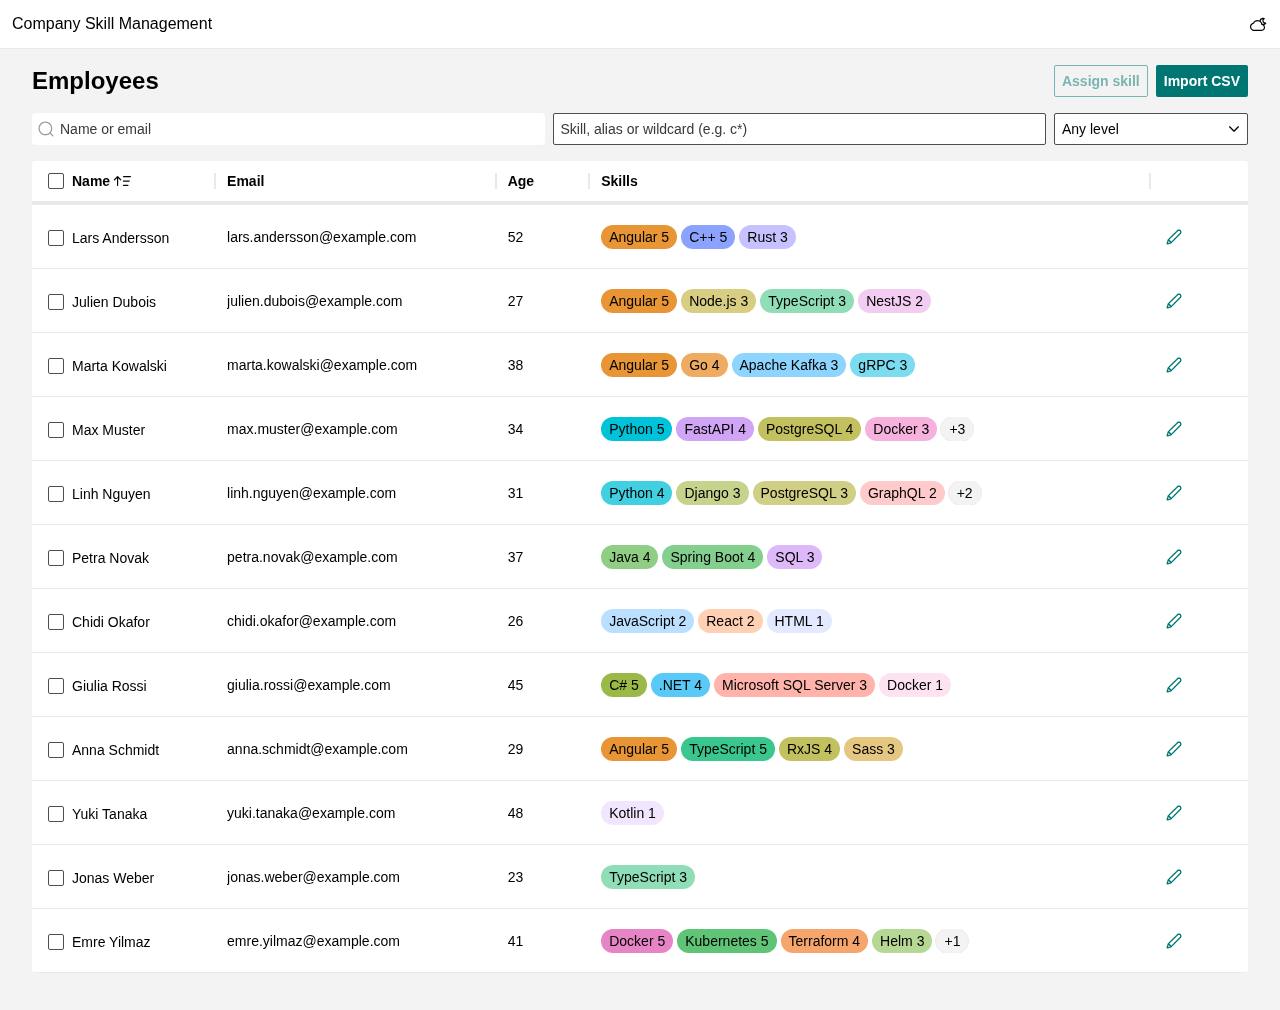 Company Skill Management
Employees
Assign skill
Import CSV
Name or email
Skill, alias or wildcard (e.g. c*)
Any level
Name Email Age Skills
Lars Andersson lars.andersson@example.com 52 Angular 5 C++ 5 Rust 3
Julien Dubois julien.dubois@example.com 27 Angular 5 Node.js 3 TypeScript 3 NestJS 2
Marta Kowalski marta.kowalski@example.com 38 Angular 5 Go 4 Apache Kafka 3 gRPC 3
Max Muster max.muster@example.com 34 Python 5 FastAPI 4 PostgreSQL 4 Docker 3 +3
Linh Nguyen linh.nguyen@example.com 31 Python 4 Django 3 PostgreSQL 3 GraphQL 2 +2
Petra Novak petra.novak@example.com 37 Java 4 Spring Boot 4 SQL 3
Chidi Okafor chidi.okafor@example.com 26 JavaScript 2 React 2 HTML 1
Giulia Rossi giulia.rossi@example.com 45 C# 5 .NET 4 Microsoft SQL Server 3 Docker 1
Anna Schmidt anna.schmidt@example.com 29 Angular 5 TypeScript 5 RxJS 4 Sass 3
Yuki Tanaka yuki.tanaka@example.com 48 Kotlin 1
Jonas Weber jonas.weber@example.com 23 TypeScript 3
Emre Yilmaz emre.yilmaz@example.com 41 Docker 5 Kubernetes 5 Terraform 4 Helm 3 +1